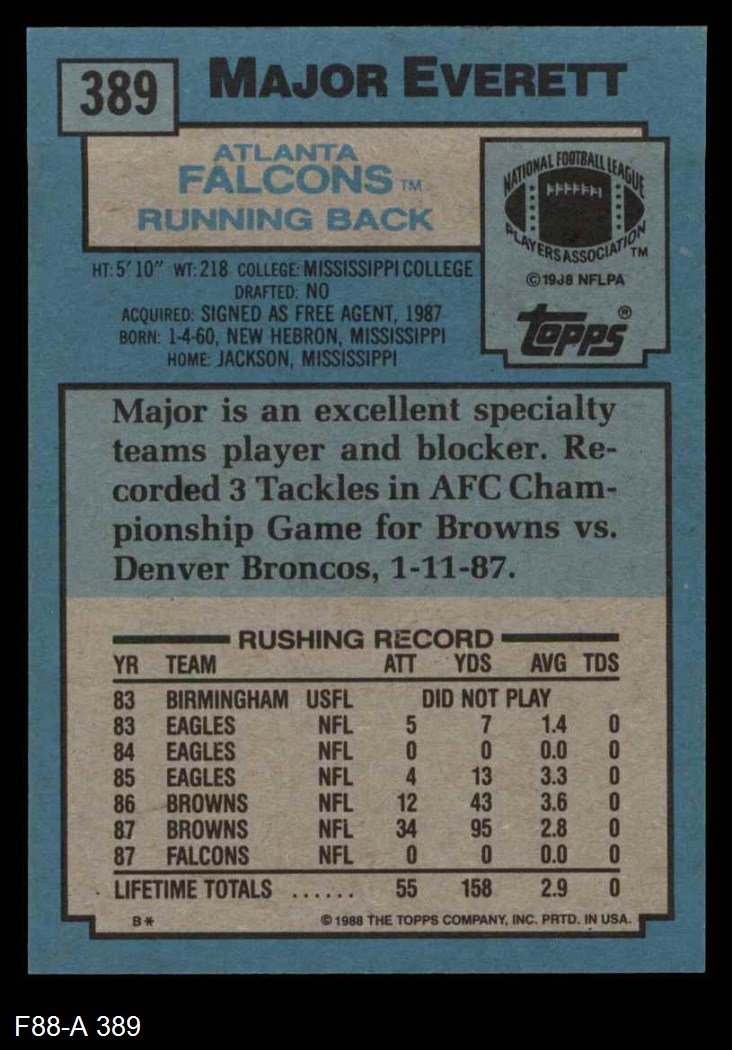 389
MAJOR EVERETT
ATLANTA
FALCONS TM
RUNNING BACK
NATIONAL FOOTBALL LEAGUE
PLAYERS ASSOCIATION TM
© 1988 NFLPA
topps®
HT: 5' 10" WT: 218 COLLEGE: MISSISSIPPI COLLEGE
DRAFTED: NO
ACQUIRED: SIGNED AS FREE AGENT, 1987
BORN: 1-4-60, NEW HEBRON, MISSISSIPPI
HOME: JACKSON, MISSISSIPPI
Major is an excellent specialty
teams player and blocker. Re-
corded 3 Tackles in AFC Cham-
pionship Game for Browns vs.
Denver Broncos, 1-11-87.
RUSHING RECORD
YR TEAM ATT YDS AVG TDS
83 BIRMINGHAM USFL DID NOT PLAY
83 EAGLES NFL 5 7 1.4 0
84 EAGLES NFL 0 0 0.0 0
85 EAGLES NFL 4 13 3.3 0
86 BROWNS NFL 12 43 3.6 0
87 BROWNS NFL 34 95 2.8 0
87 FALCONS NFL 0 0 0.0 0
LIFETIME TOTALS ...... 55 158 2.9 0
B* © 1988 THE TOPPS COMPANY, INC. PRTD. IN USA.
F88-A 389